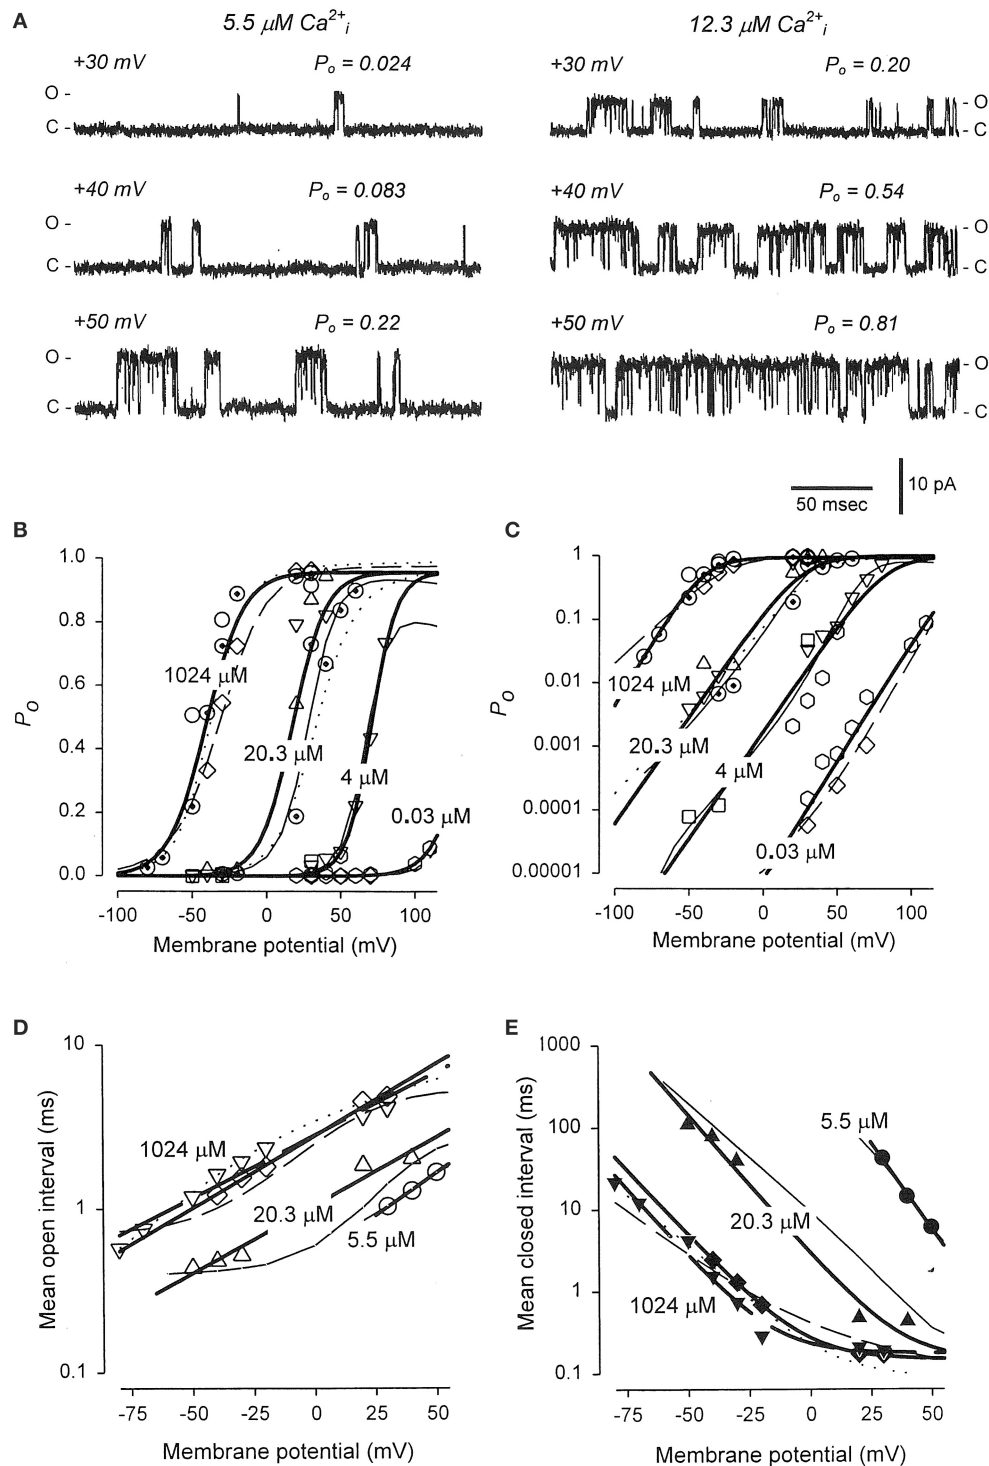 A
5.5 μM Ca²⁺ᵢ
12.3 μM Ca²⁺ᵢ
+30 mV
Pₒ = 0.024
+30 mV
Pₒ = 0.20
O -
C -
- O
- C
+40 mV
Pₒ = 0.083
+40 mV
Pₒ = 0.54
O -
C -
- O
- C
+50 mV
Pₒ = 0.22
+50 mV
Pₒ = 0.81
O -
C -
- O
- C
50 msec
10 pA
B
1.0
0.8
0.6
0.4
0.2
0.0
Pₒ
1024 μM
20.3 μM
4 μM
0.03 μM
-100
-50
0
50
100
Membrane potential (mV)
C
1
0.1
0.01
0.001
0.0001
0.00001
Pₒ
1024 μM
20.3 μM
4 μM
0.03 μM
-100
-50
0
50
100
Membrane potential (mV)
D
10
1
0.1
Mean open interval (ms)
1024 μM
20.3 μM
5.5 μM
-75
-50
-25
0
25
50
Membrane potential (mV)
E
1000
100
10
1
0.1
Mean closed interval (ms)
5.5 μM
20.3 μM
1024 μM
-75
-50
-25
0
25
50
Membrane potential (mV)